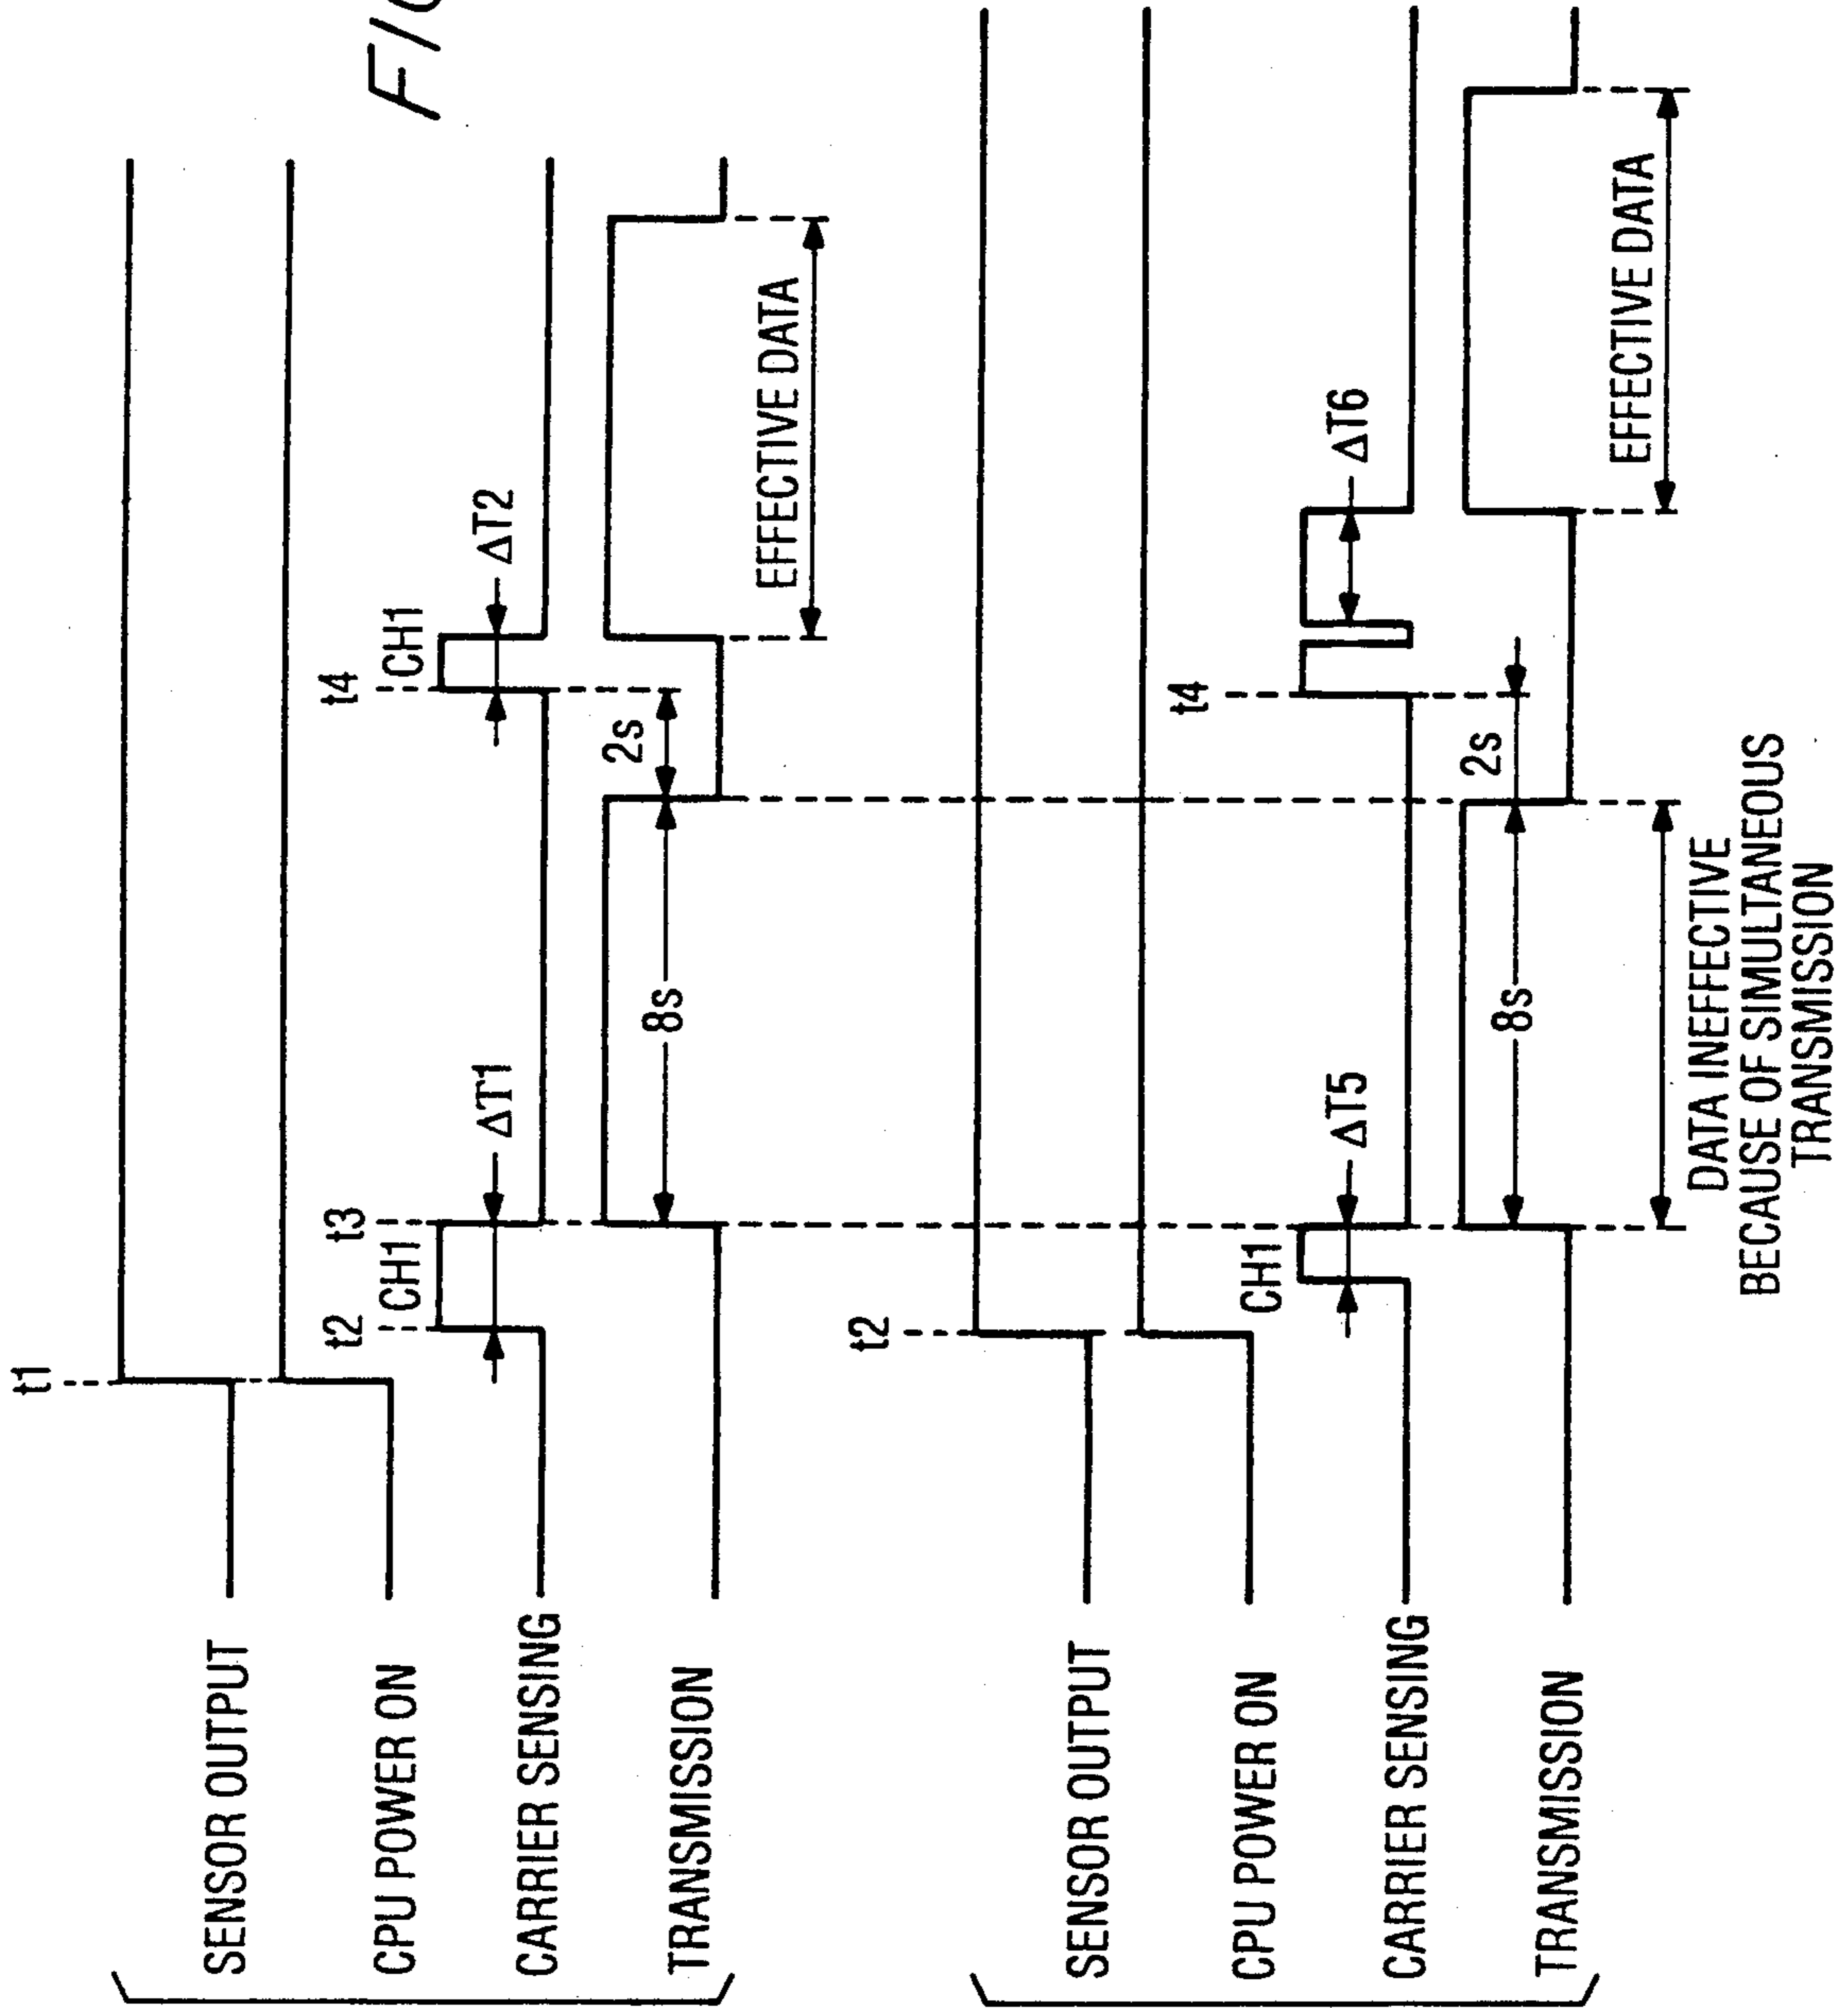 t1
SENSOR OUTPUT
CPU POWER ON
t2
t3
t4
CH1
CH1
ΔT1
ΔT2
CARRIER SENSING
8s
2s
TRANSMISSION
EFFECTIVE DATA
t2
SENSOR OUTPUT
CPU POWER ON
t4
CH1
ΔT5
ΔT6
CARRIER SENSING
8s
2s
TRANSMISSION
EFFECTIVE DATA
DATA INEFFECTIVE
BECAUSE OF SIMULTANEOUS
TRANSMISSION